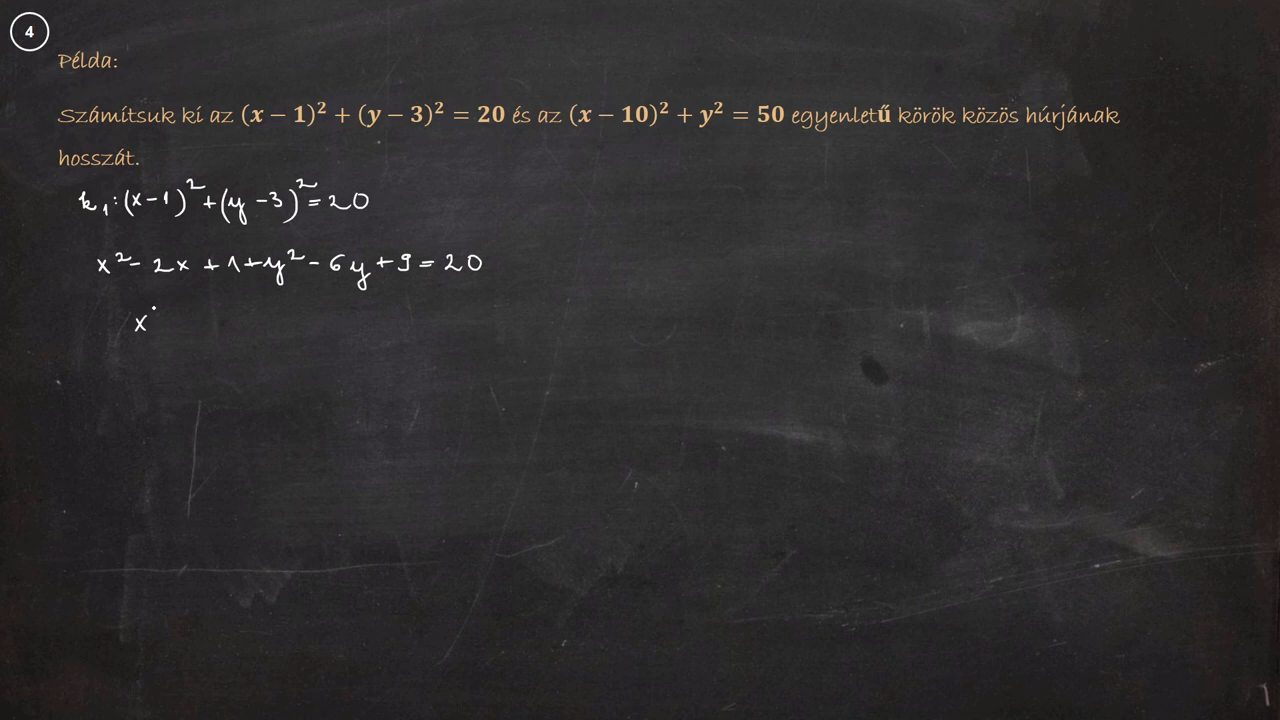 4
Példa:
Számítsuk ki az (x − 1)² + (y − 3)² = 20 és az (x − 10)² + y² = 50 egyenletű körök közös húrjának
hosszát.
k₁: (x−1)² + (y −3)² = 20
x² − 2x + 1 + y² − 6y + 9 = 20
x